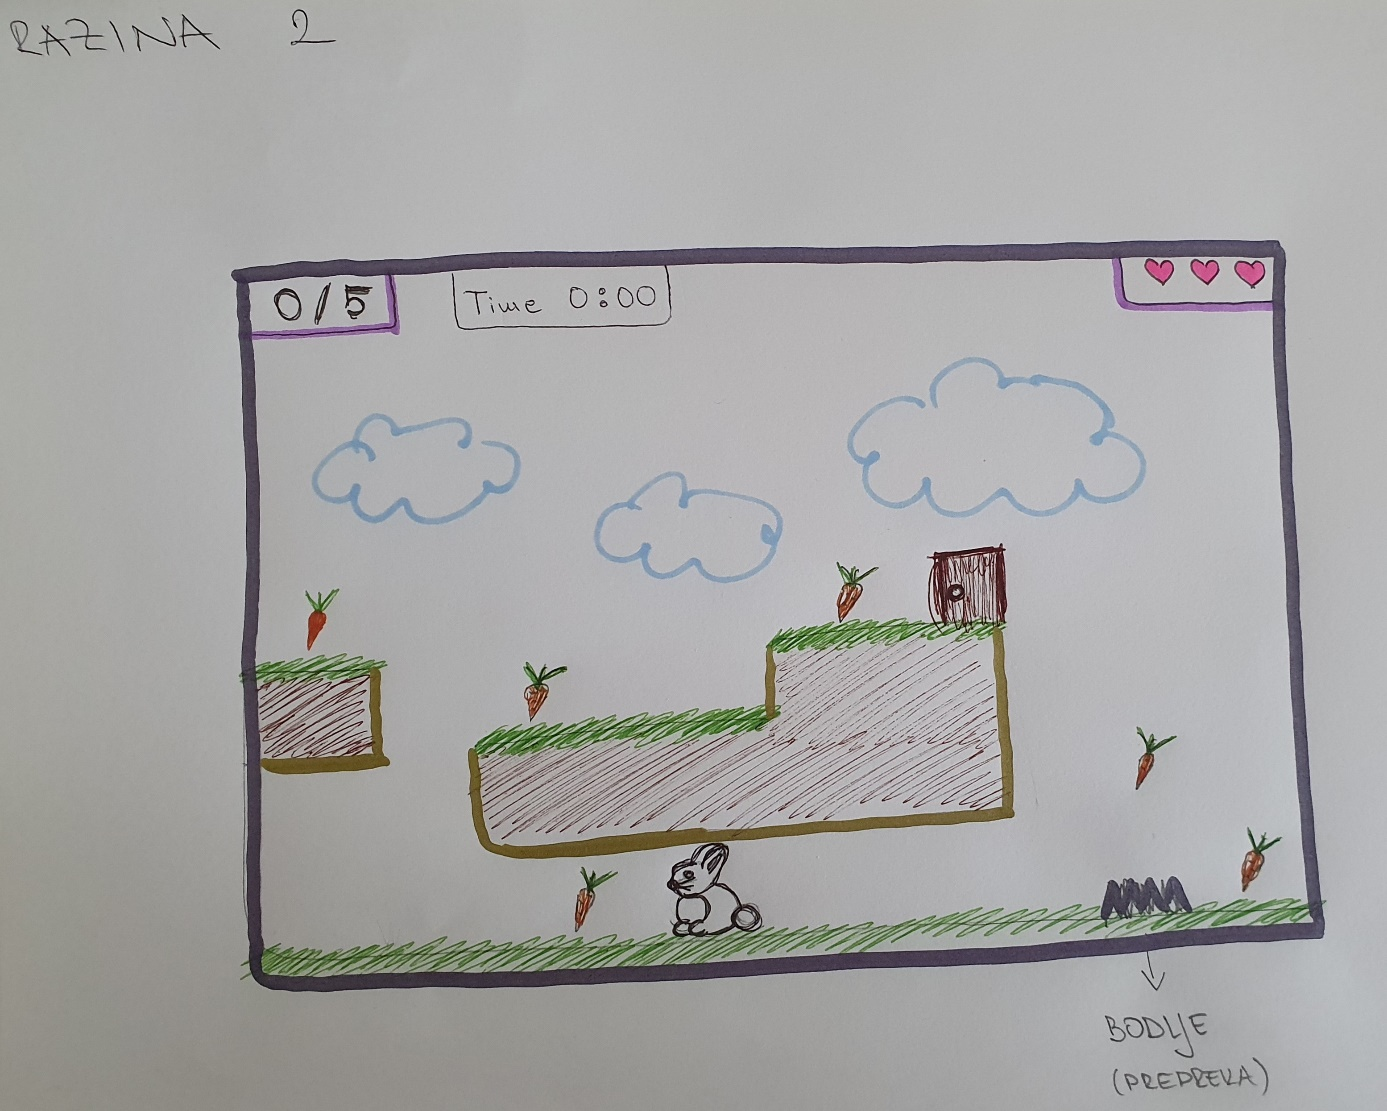 RAZINA 2
0/5
Time 0:00
BODLJE
(PREPREKA)